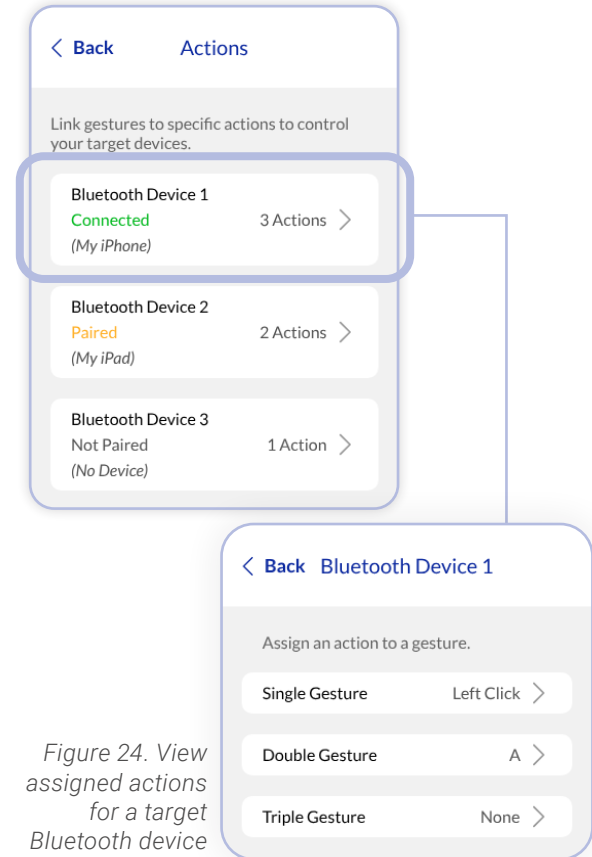 Back Actions
Link gestures to specific actions to control
your target devices.
Bluetooth Device 1
Connected 3 Actions
(My iPhone)
Bluetooth Device 2
Paired 2 Actions
(My iPad)
Bluetooth Device 3
Not Paired 1 Action
(No Device)
Back Bluetooth Device 1
Assign an action to a gesture.
Single Gesture Left Click
Double Gesture A
Triple Gesture None
Figure 24. View
assigned actions
for a target
Bluetooth device